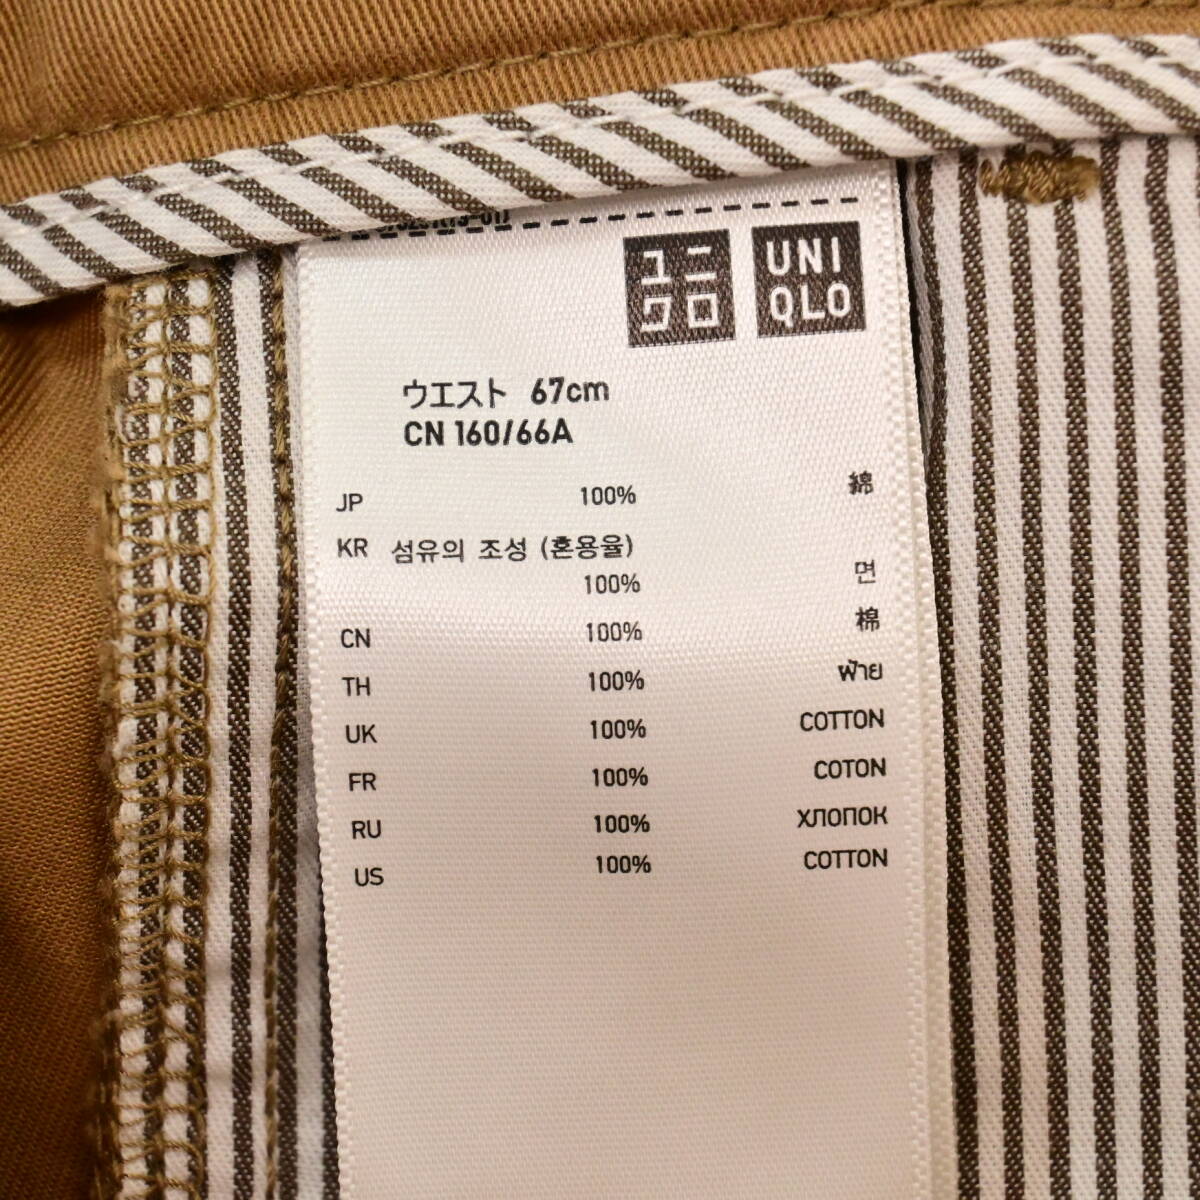 ユニ
クロ
UNI
QLO
ウエスト 67cm
CN 160/66A
JP 100% 綿
KR 섬유의 조성 (혼용율)
100% 면
CN 100% 棉
TH 100% ฝ้าย
UK 100% COTTON
FR 100% COTON
RU 100% ХЛОПОК
US 100% COTTON